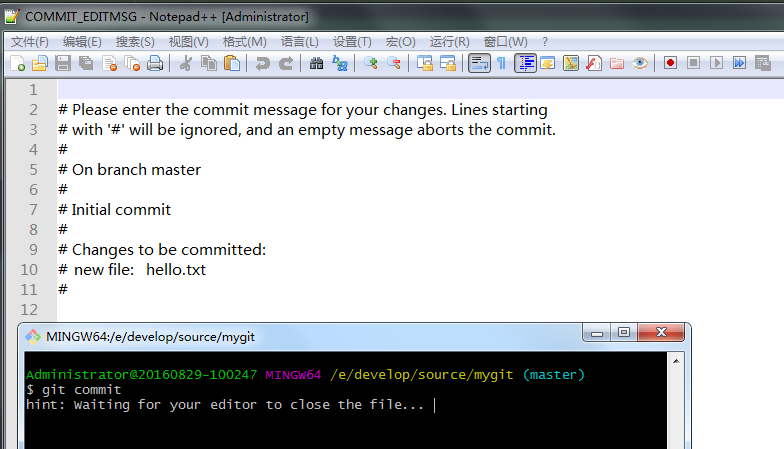 COMMIT_EDITMSG - Notepad++ [Administrator]
文件(F) 编辑(E) 搜索(S) 视图(V) 格式(M) 语言(L) 设置(T) 宏(O) 运行(R) 窗口(W) ?
1
2 # Please enter the commit message for your changes. Lines starting
3 # with '#' will be ignored, and an empty message aborts the commit.
4 #
5 # On branch master
6 #
7 # Initial commit
8 #
9 # Changes to be committed:
10 # new file: hello.txt
11 #
12
MINGW64:/e/develop/source/mygit
Administrator@20160829-100247 MINGW64 /e/develop/source/mygit (master)
$ git commit
hint: Waiting for your editor to close the file...